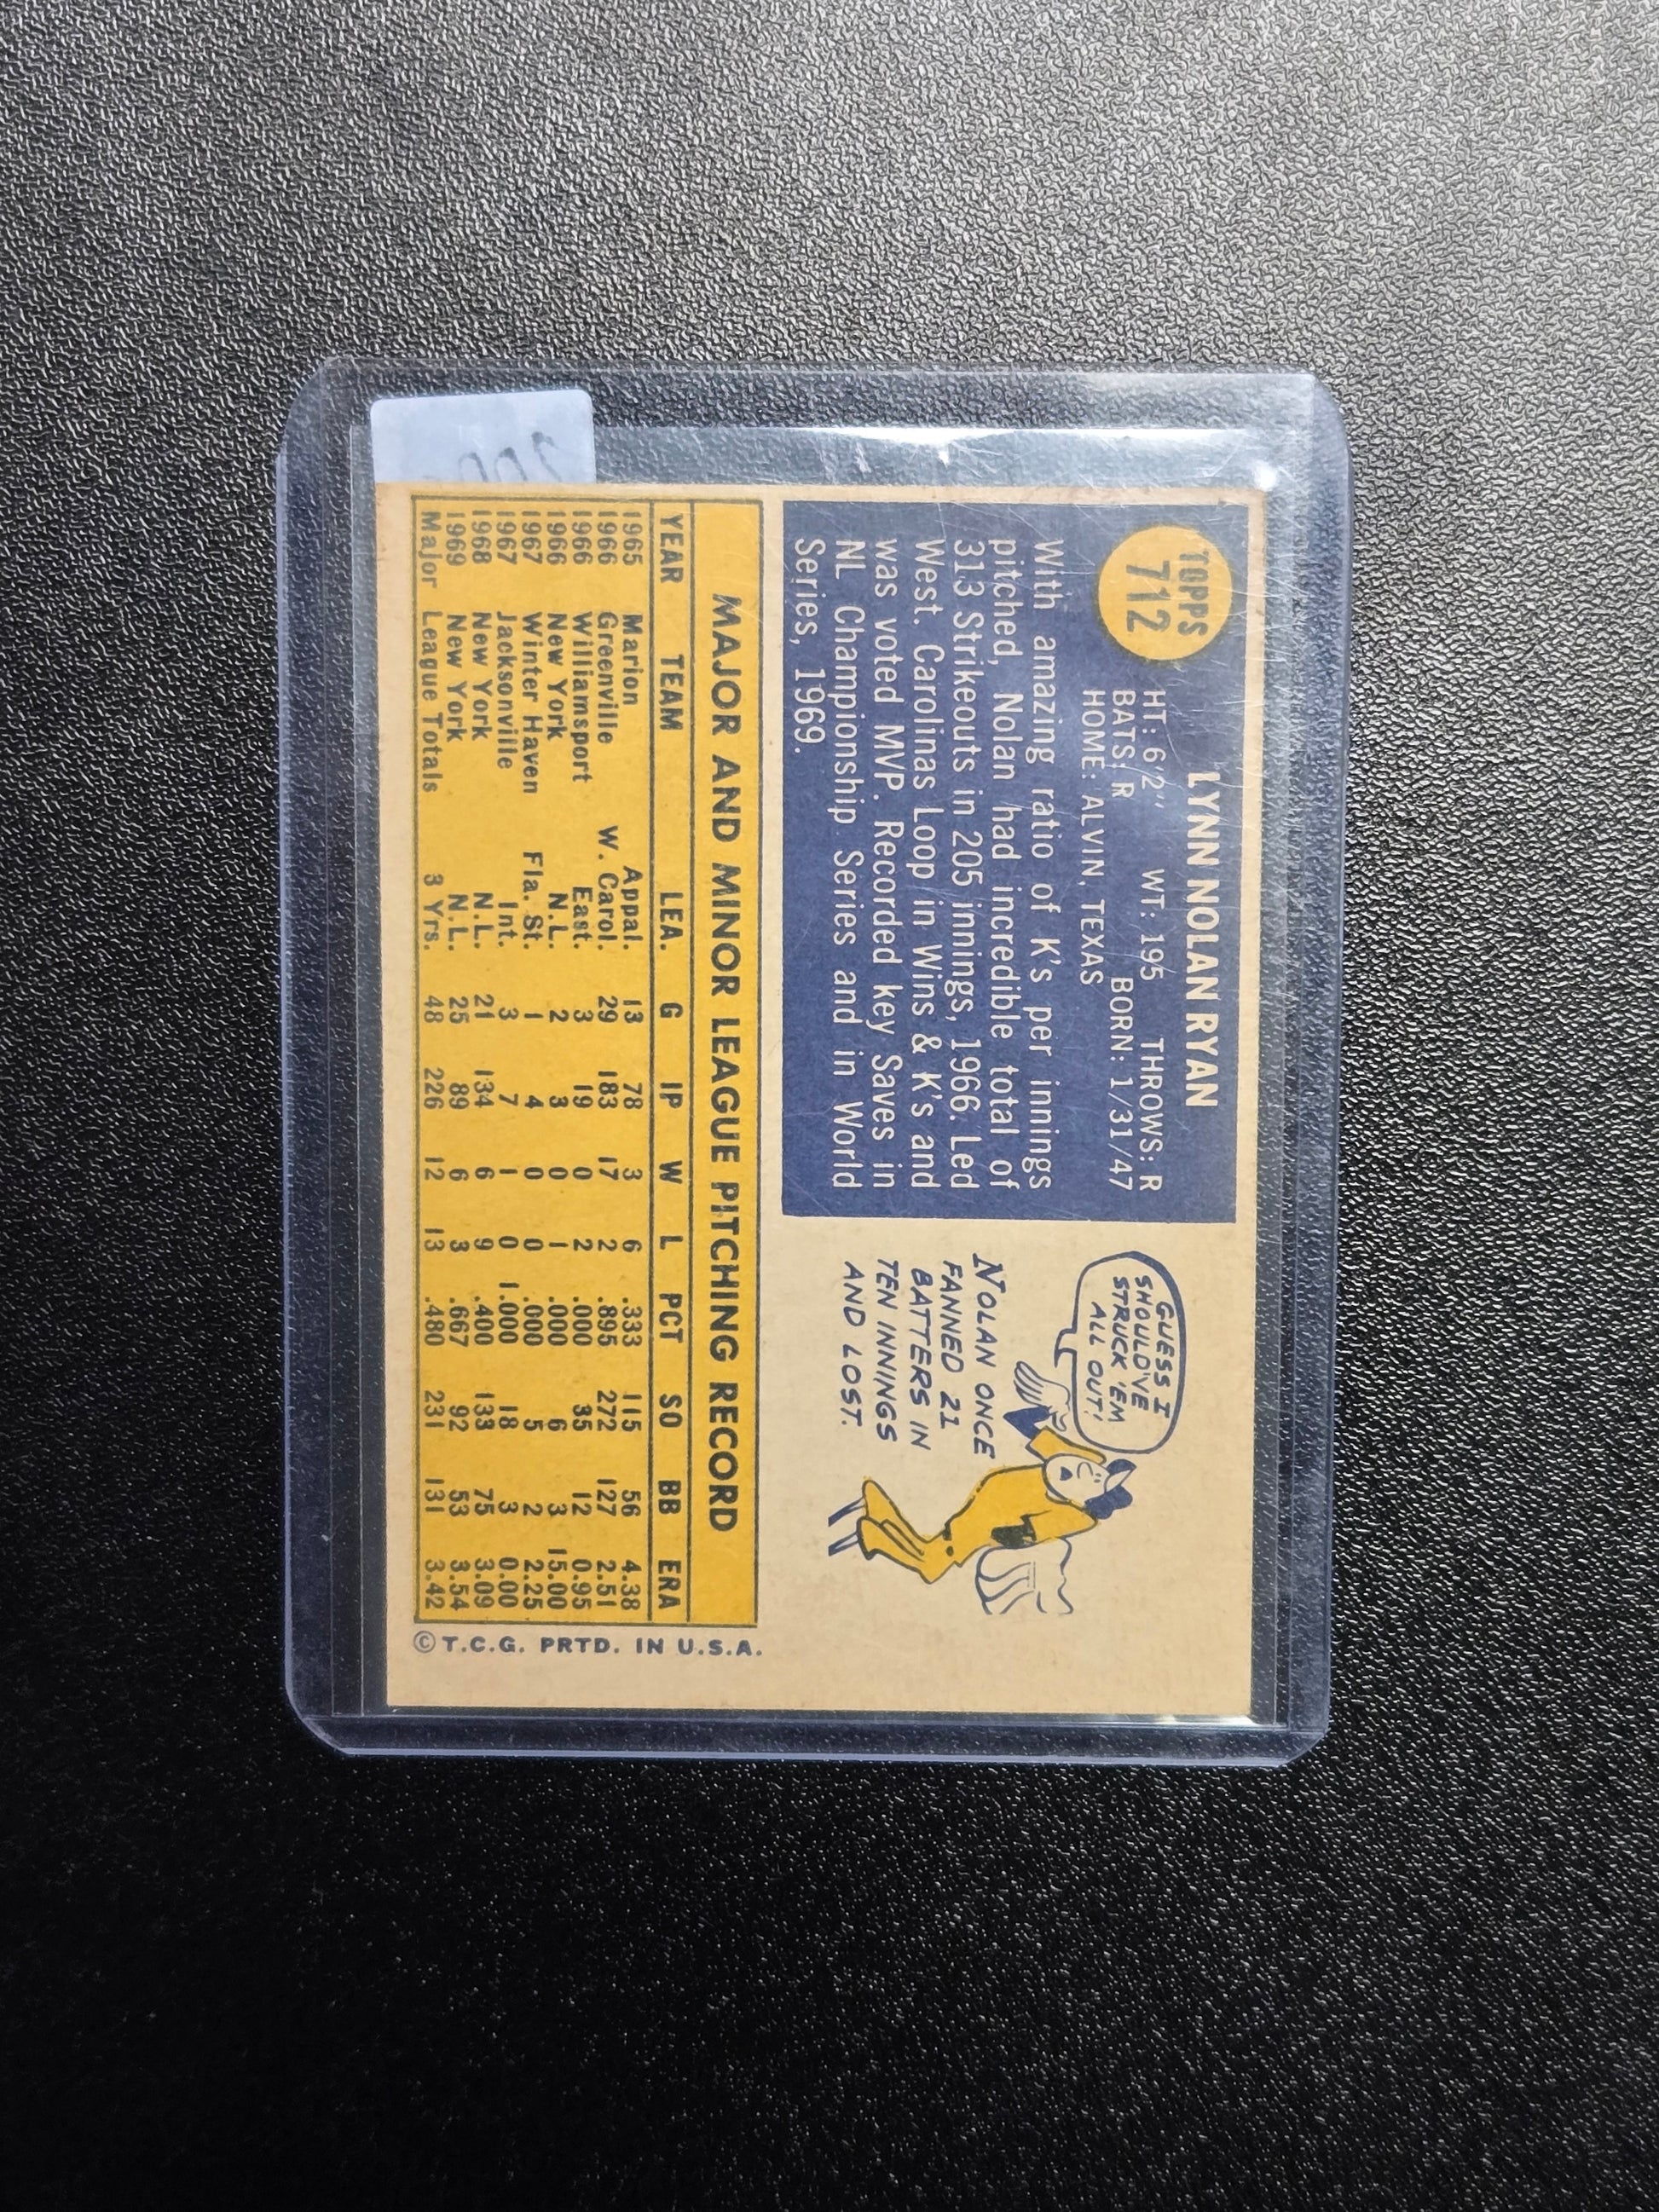 TOPPS
712
LYNN NOLAN RYAN
HT: 6'2" WT: 195 THROWS: R
BATS: R BORN: 1/31/47
HOME: ALVIN, TEXAS
With amazing ratio of K's per innings
pitched, Nolan had incredible total of
313 Strikeouts in 205 innings, 1966. Led
West. Carolinas Loop in Wins & K's and
was voted MVP. Recorded key Saves in
NL Championship Series and in World
Series, 1969.
GUESS I
SHOULD'VE
STRUCK 'EM
ALL OUT!
NOLAN ONCE
FANNED 21
BATTERS IN
TEN INNINGS
AND LOST.
MAJOR AND MINOR LEAGUE PITCHING RECORD
YEAR TEAM LEA. G IP W L PCT SO BB ERA
1965 Marion Appal. 13 78 3 6 .333 115 56 4.38
1966 Greenville W. Carol. 29 183 17 2 .895 272 127 2.51
1966 Williamsport East. 3 19 0 2 .000 35 12 0.95
1966 New York N.L. 2 3 0 1 .000 6 3 15.00
1967 Winter Haven Fla. St. 1 4 0 0 .000 5 2 2.25
1967 Jacksonville Int. 3 7 1 0 1.000 18 3 0.00
1968 New York N.L. 21 134 6 9 .400 133 75 3.09
1969 New York N.L. 25 89 6 3 .667 92 53 3.54
Major League Totals 3 Yrs. 48 226 12 13 .480 231 131 3.42
© T.C.G. PRTD. IN U.S.A.